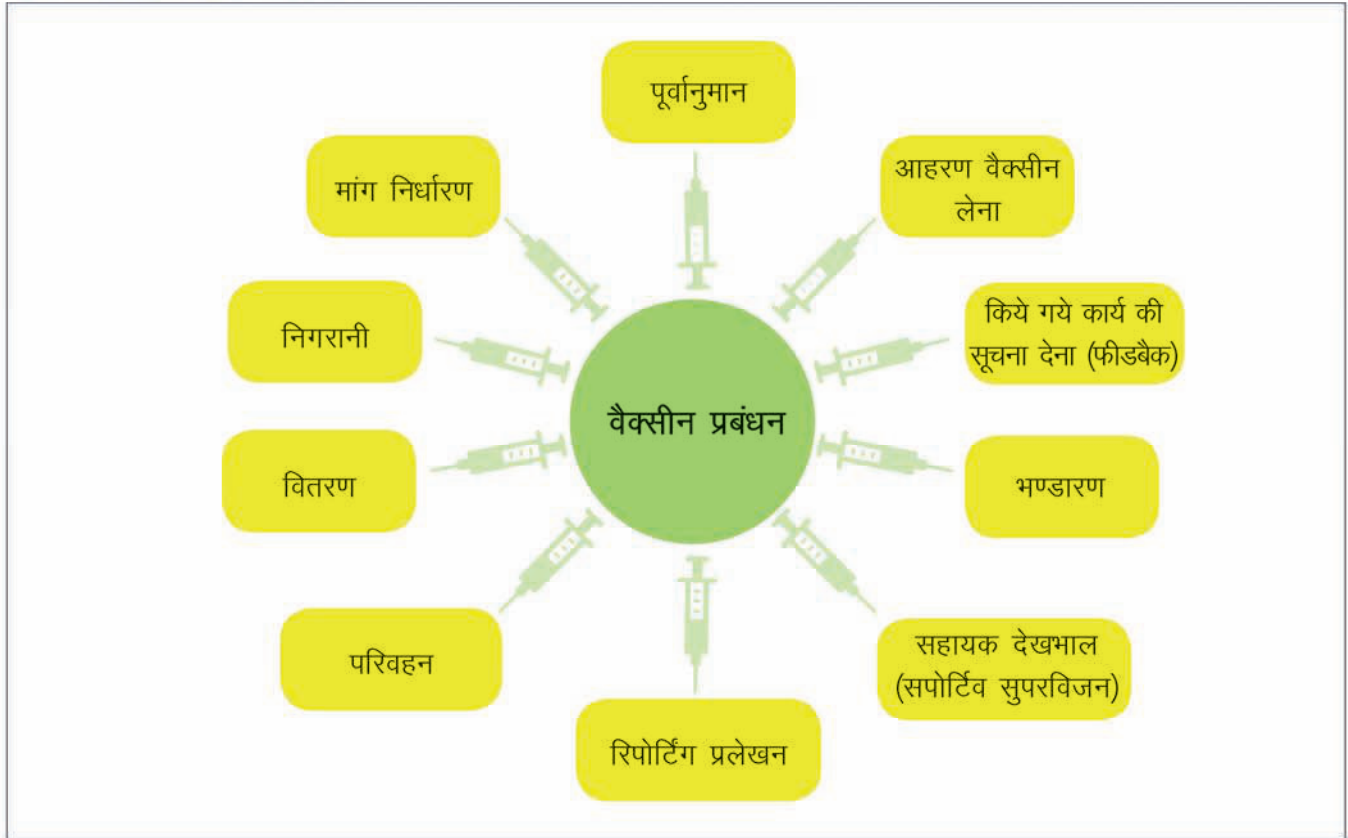 पूर्वानुमान
मांग निर्धारण
आहरण वैक्सीन
लेना
निगरानी
किये गये कार्य की
सूचना देना (फीडबैक)
वैक्सीन प्रबंधन
वितरण
भण्डारण
परिवहन
सहायक देखभाल
(सपोर्टिव सुपरविजन)
रिपोर्टिंग प्रलेखन